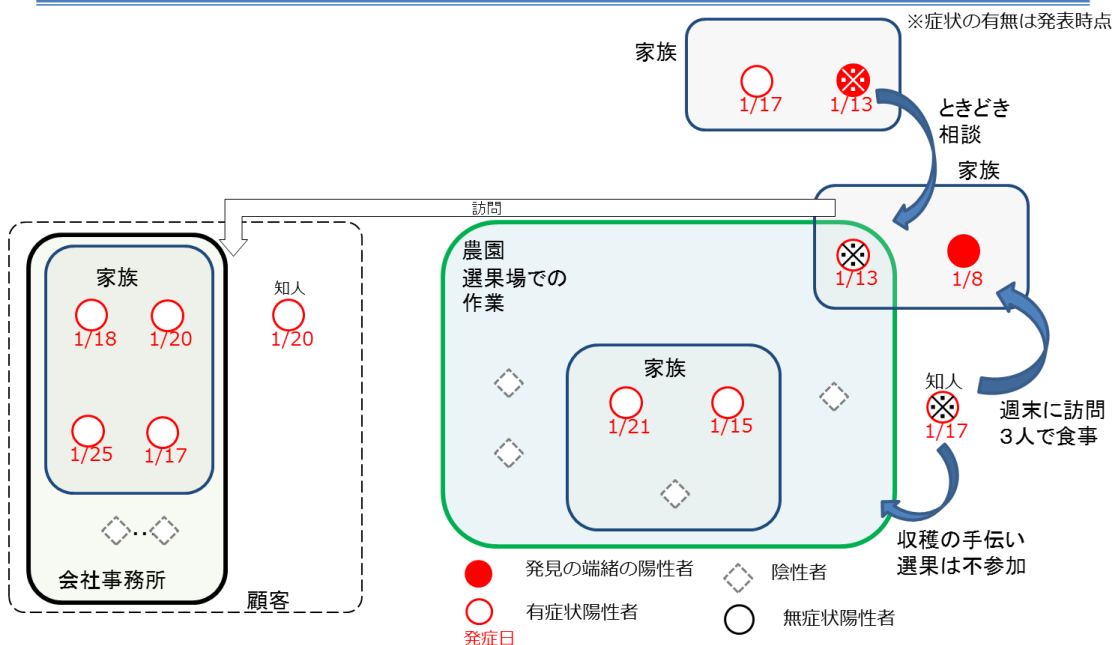 ※症状の有無は発表時点
家族
1/17
※
1/13
ときどき
相談
家族
訪問
※
1/13
1/8
農園
選果場での
作業
家族
1/18
1/20
1/25
1/17
知人
1/20
家族
1/21
1/15
知人
※
1/17
週末に訪問
３人で食事
収穫の手伝い
選果は不参加
会社事務所
顧客
発見の端緒の陽性者
陰性者
有症状陽性者
無症状陽性者
発症日